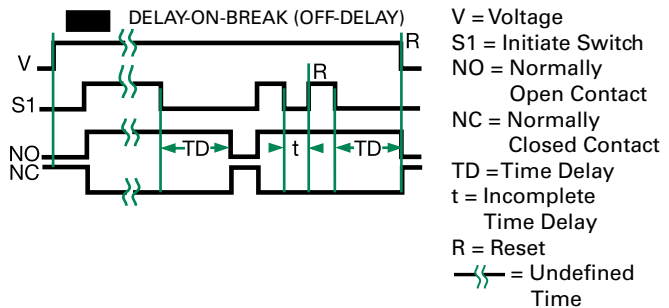 DELAY-ON-BREAK (OFF-DELAY)
V
R
S1
R
NO
NC
TD
t
TD
V = Voltage
S1 = Initiate Switch
NO = Normally
Open Contact
NC = Normally
Closed Contact
TD = Time Delay
t = Incomplete
Time Delay
R = Reset
= Undefined
Time